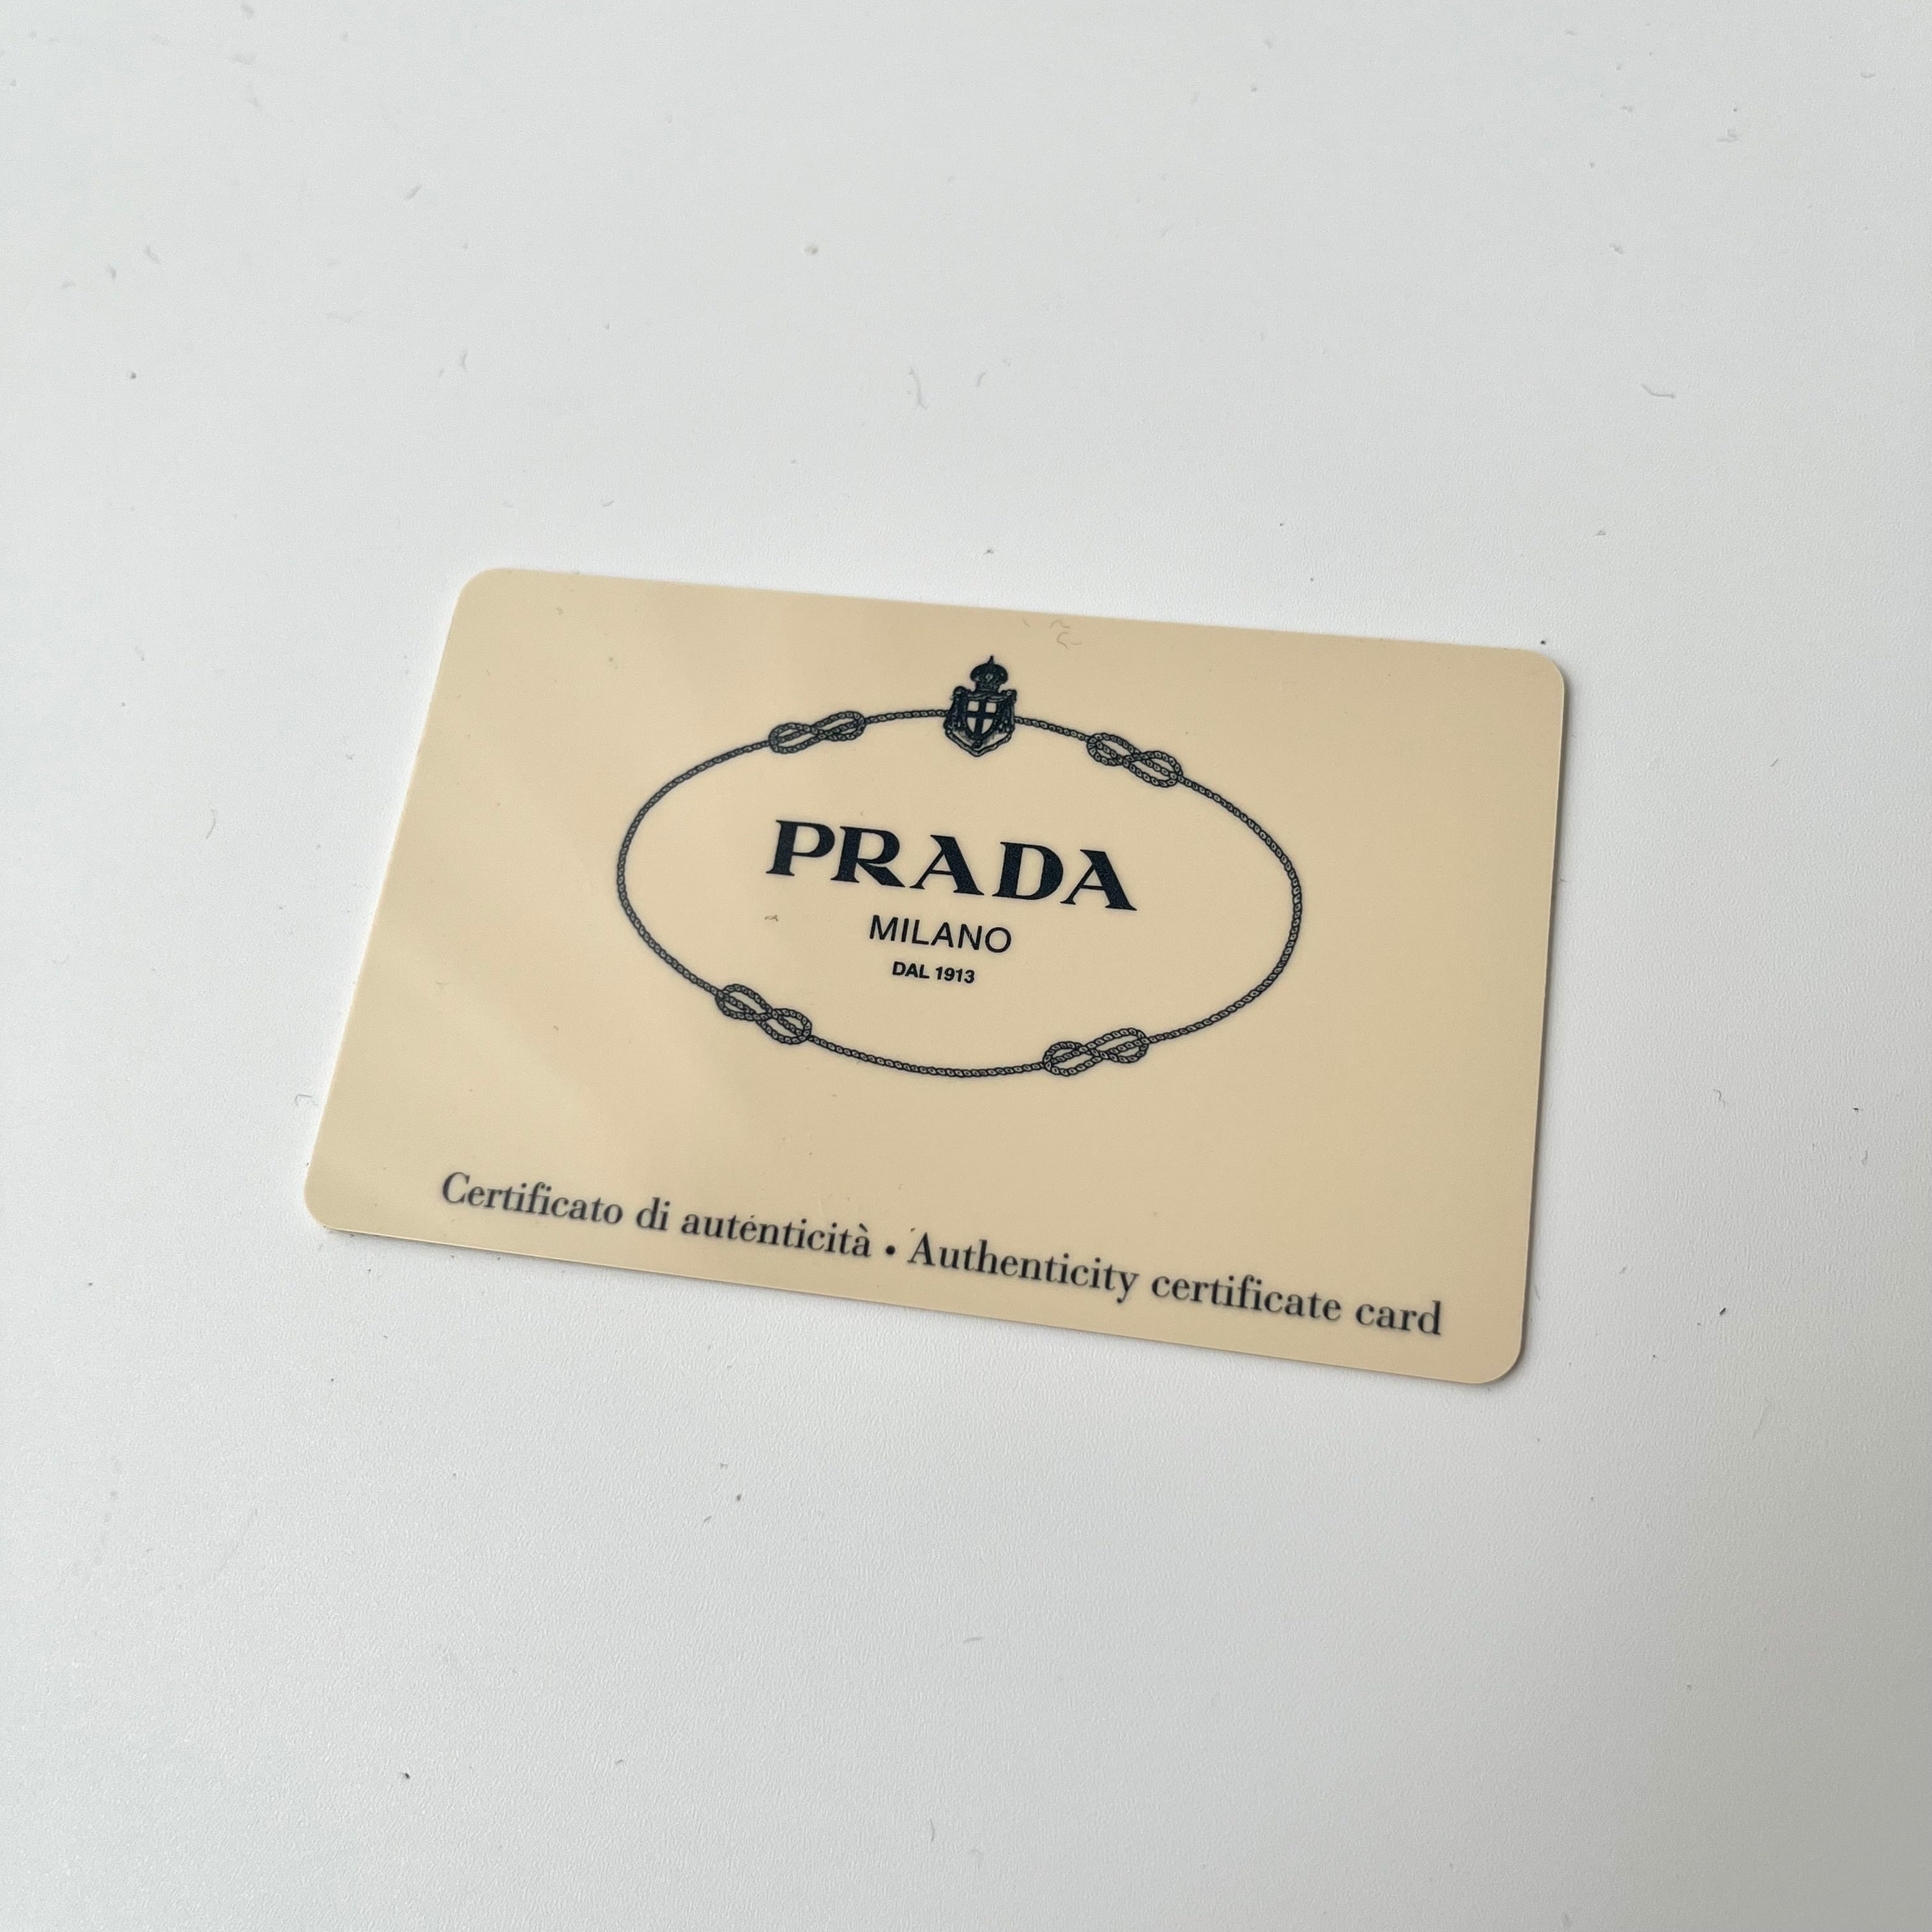 PRADA
MILANO
DAL 1913
Certificato di autenticità • Authenticity certificate card